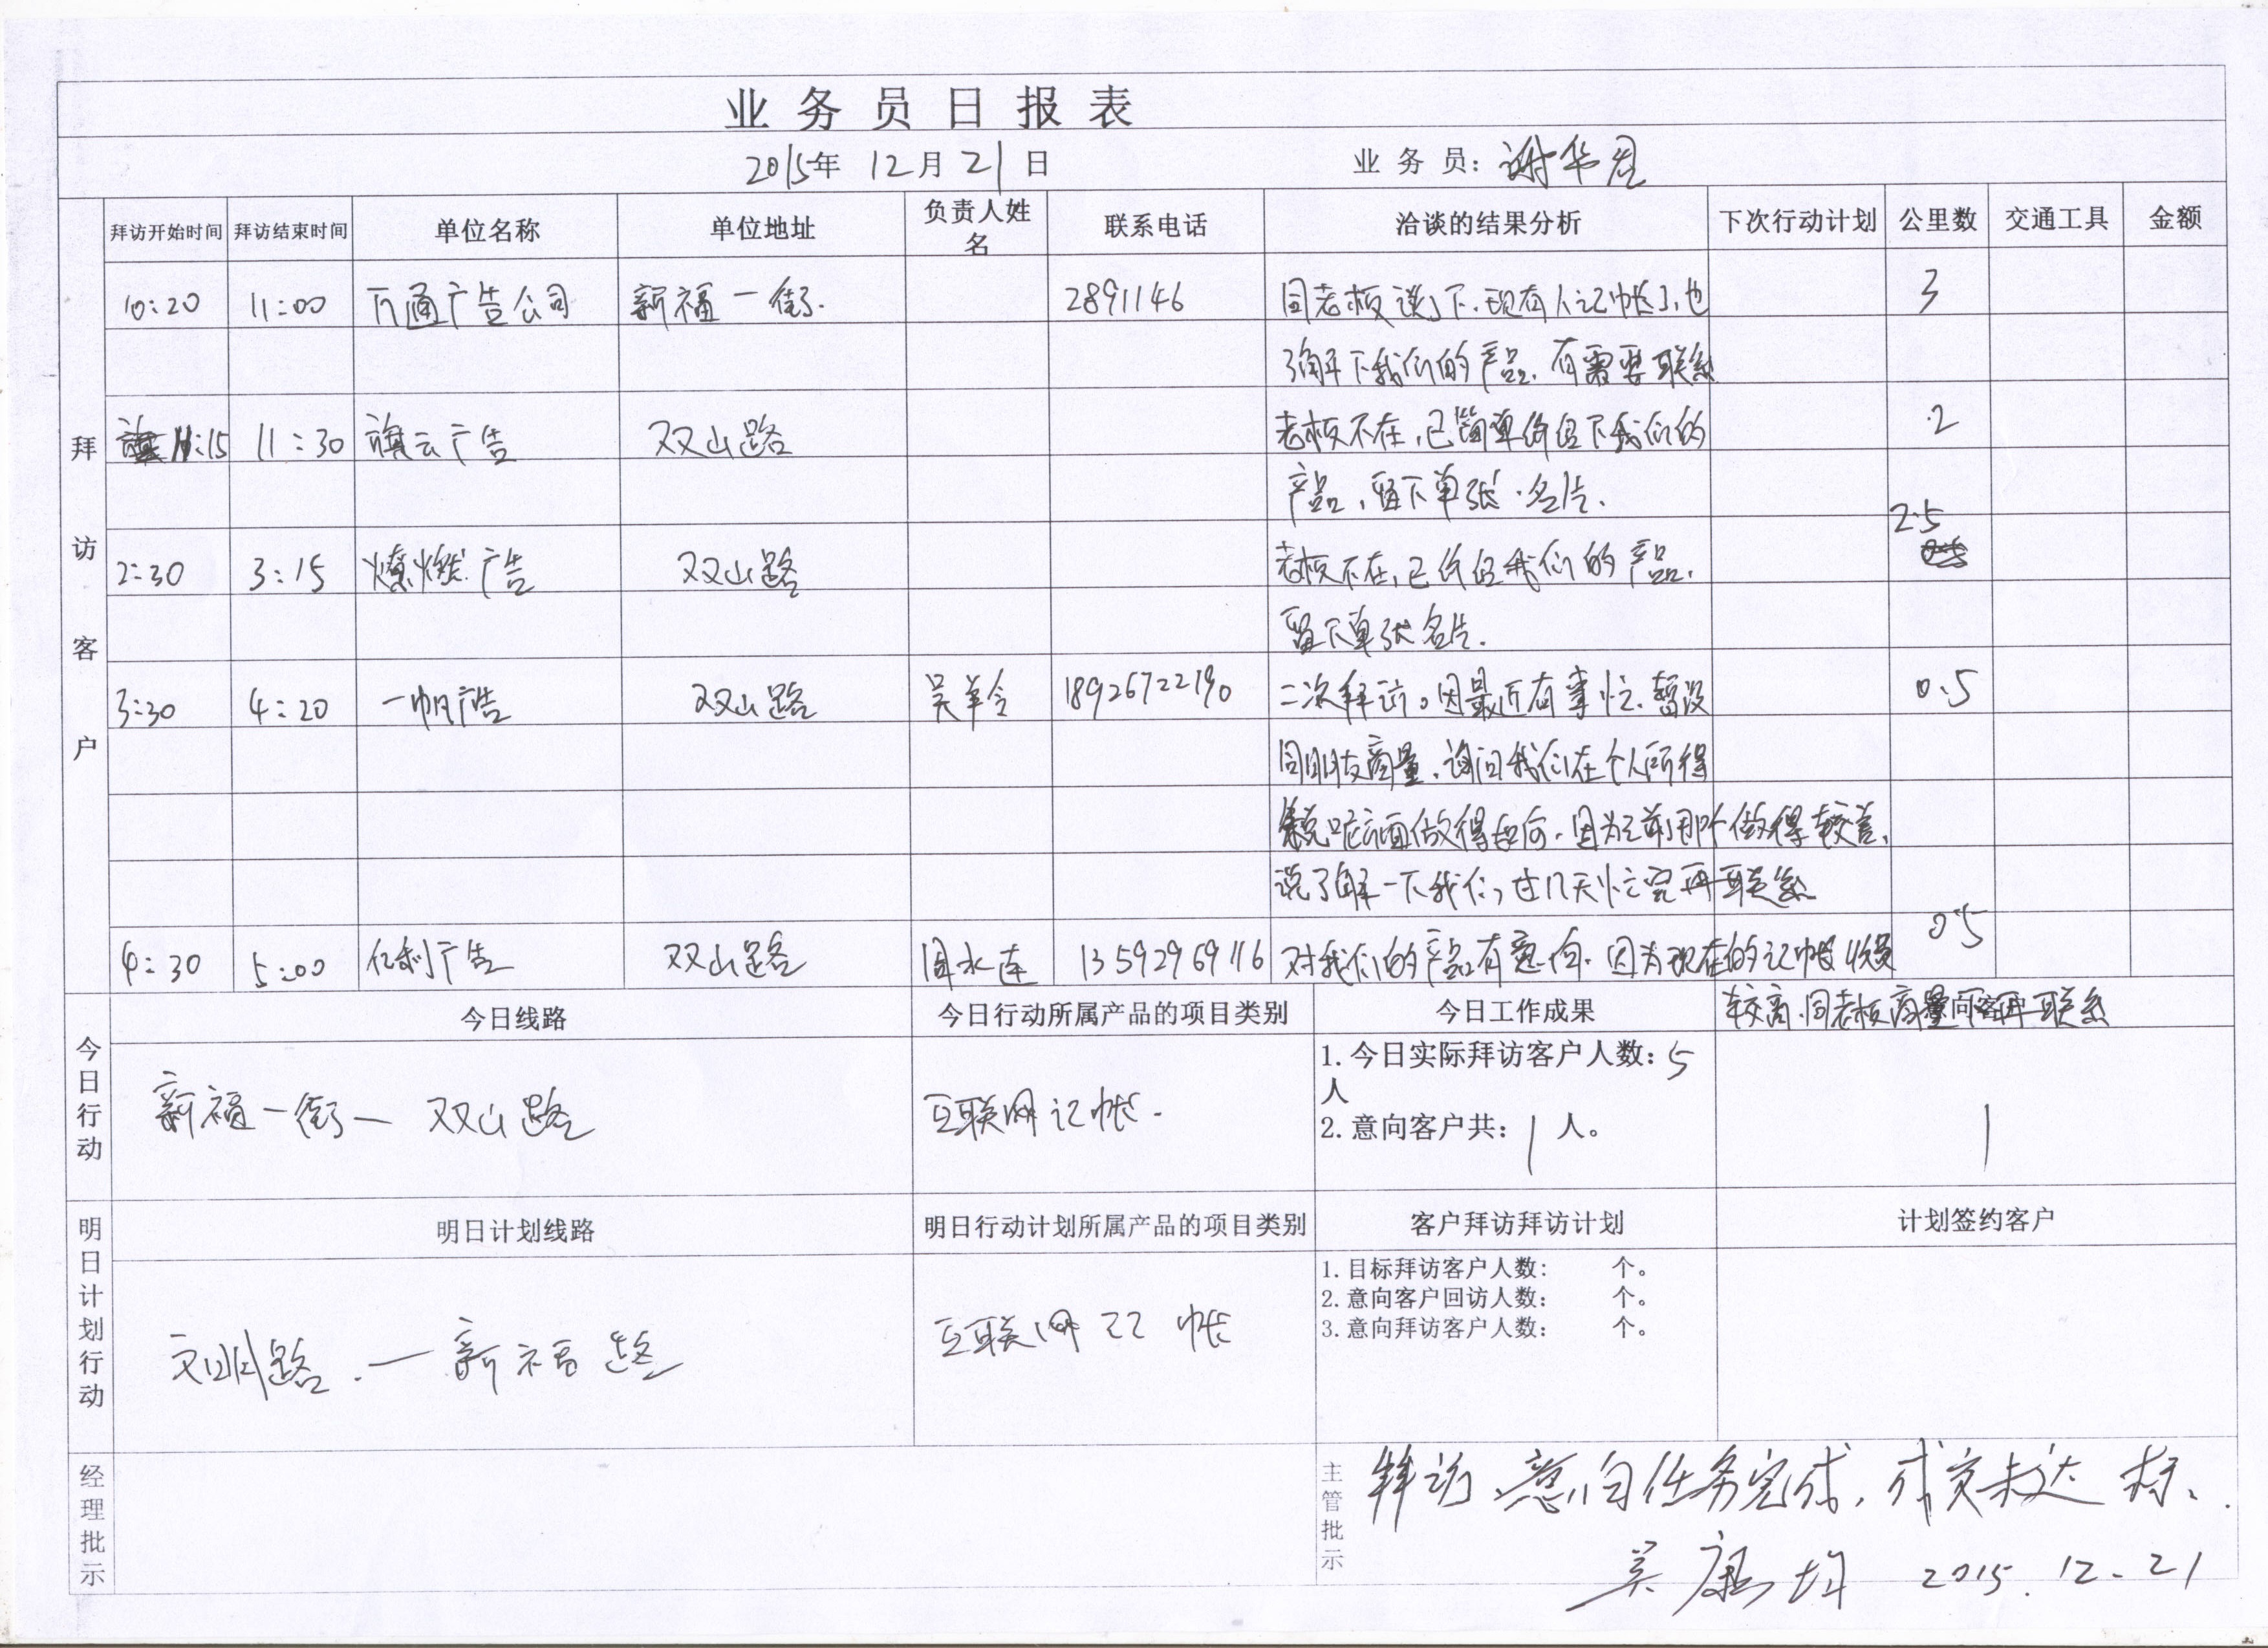 业务员日报表
2015年 12月 21日 业务员: 谢华
拜访客户
拜访开始时间 拜访结束时间 单位名称 单位地址 负责人姓名 联系电话 洽谈的结果分析 下次行动计划 公里数 交通工具 金额
10:20 11:00 万通广告公司 新福一街. 2891146 同老板谈了下.现有人记帐了,也 3
了解下我们的产品.有需要联系
11:15 11:30 旗云广告 双山路 老板不在,已简单介绍下我们的 2
产品,留下单张.名片.
2:30 3:15 燎燃广告 双山路 老板不在,已介绍我们的产品. 2.5
留下单张名片.
3:30 4:20 一帆广告 双山路 吴 18926722190 二次拜访。因最近有事忙.暂没 0.5
同朋友商量.询问我们在个人所得
税呢方面做得如何.因为之前用那个做得较差,
说了解一下我们,过几天忙完再联系
4:30 5:00 亿利广告 双山路 周水连 13592969116 对我们的产品有意向.因为现在的记帐收费 0.5
较高.同老板商量下再联系
今日行动
今日线路 今日行动所属产品的项目类别 今日工作成果 意向客户
新福一街一 双山路 互联网记帐.
1.今日实际拜访客户人数: 5
人
2.意向客户共: 1 人。 1
明日计划行动
明日计划线路 明日行动计划所属产品的项目类别 客户拜访拜访计划 计划签约客户
文明路.一新福路 互联网记帐
1.目标拜访客户人数: 个。
2.意向客户回访人数: 个。
3.意向拜访客户人数: 个。
经理批示
主管批示 拜访、意向任务完成,成交未达标、.
吴康 2015.12.21